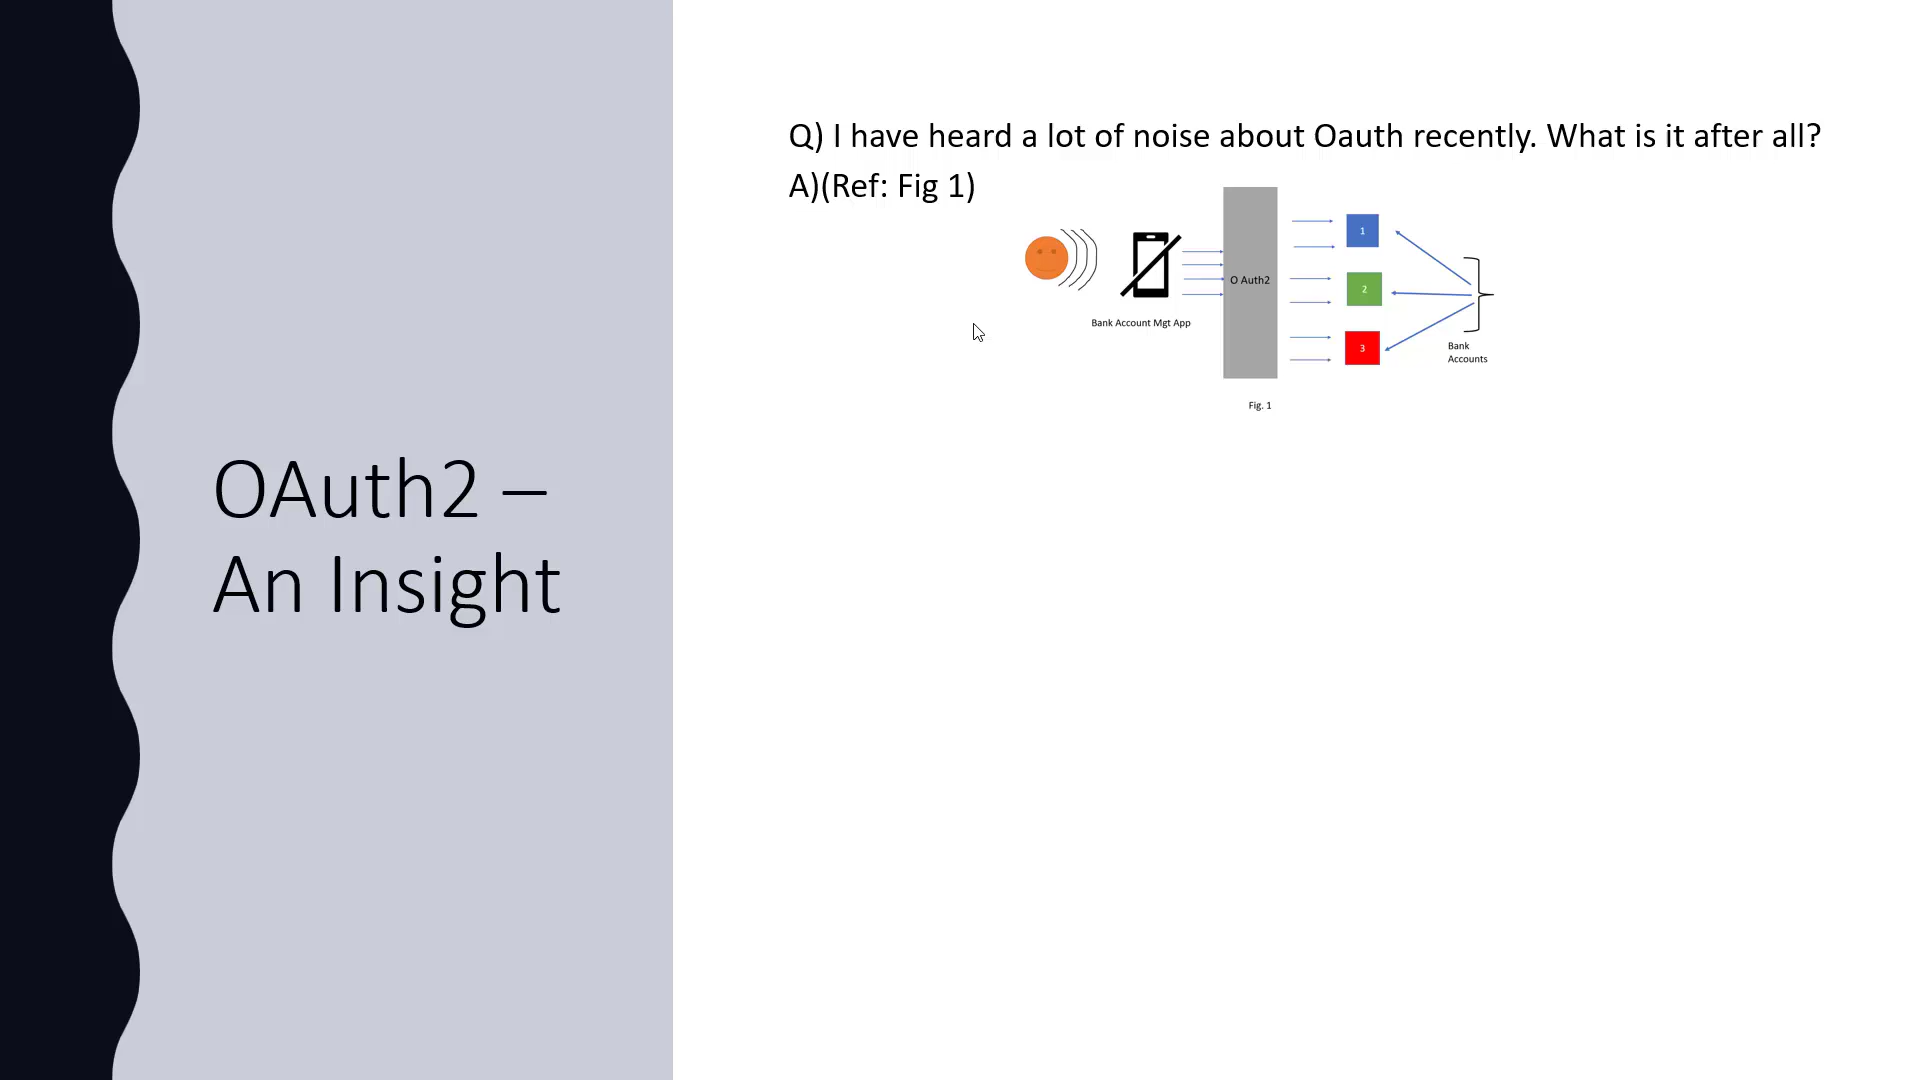 OAuth2 –
An Insight
Q) I have heard a lot of noise about Oauth recently. What is it after all?
A)(Ref: Fig 1)
Bank Account Mgt App
O Auth2
1
2
3
Bank
Accounts
Fig. 1